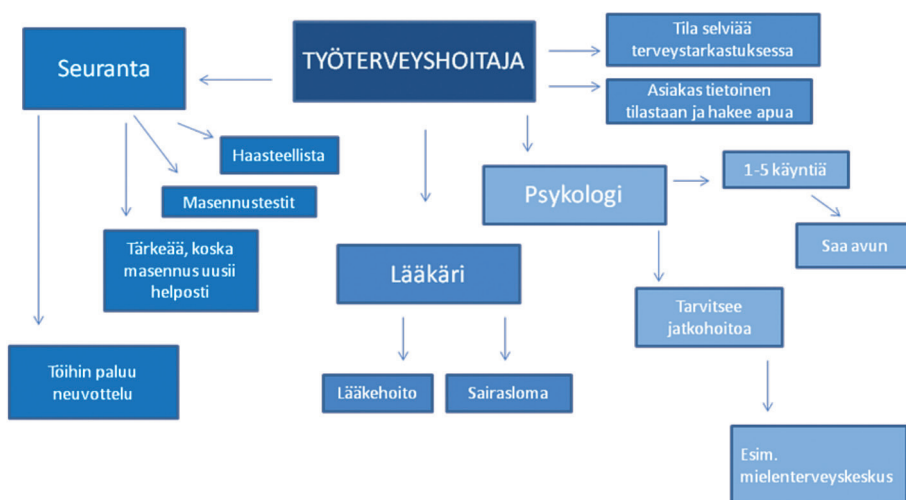 TYÖTERVEYSHOITAJA
Tila selviää
terveystarkastuksessa
Asiakas tietoinen
tilastaan ja hakee apua
Seuranta
Haasteellista
Masennustestit
Tärkeää, koska
masennus uusii
helposti
Töihin paluu
neuvottelu
Lääkäri
Lääkehoito
Sairasloma
Psykologi
1-5 käyntiä
Saa avun
Tarvitsee
jatkohoitoa
Esim.
mielenterveyskeskus